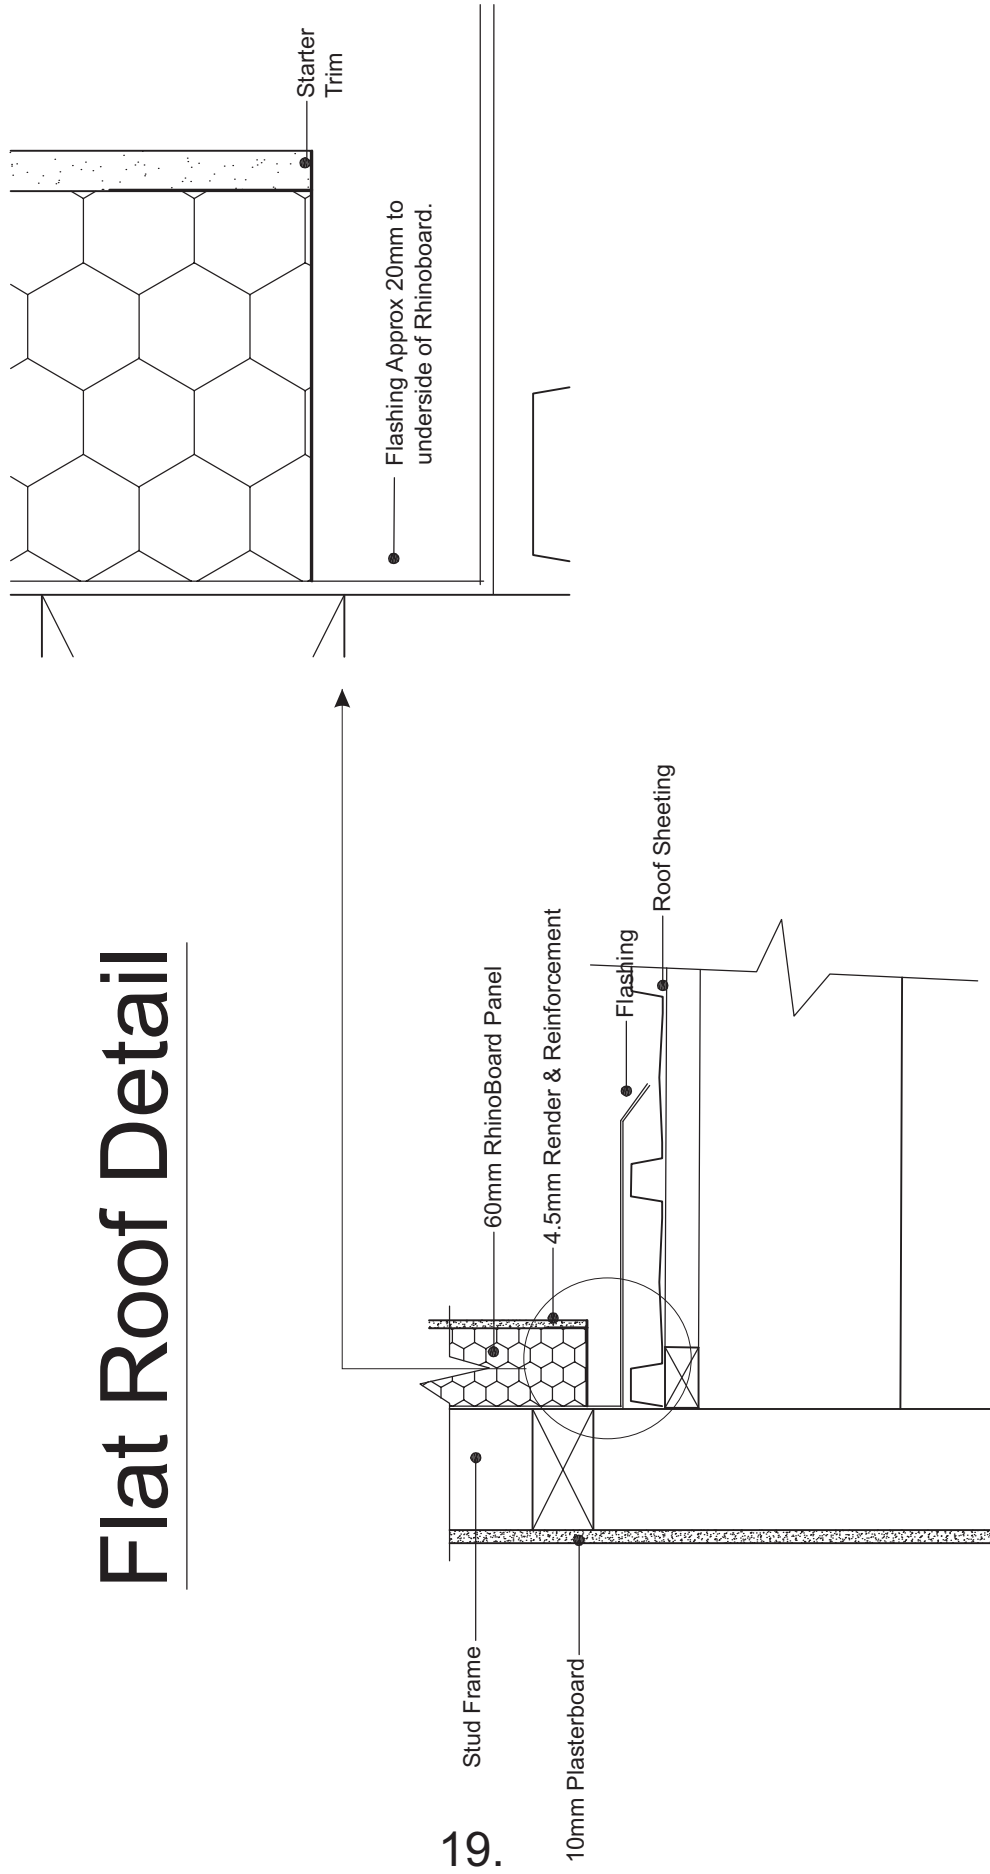 Flat Roof Detail
Starter
Trim
Flashing Approx 20mm to
underside of Rhinoboard.
60mm RhinoBoard Panel
4.5mm Render & Reinforcement
Flashing
Roof Sheeting
Stud Frame
10mm Plasterboard
19.